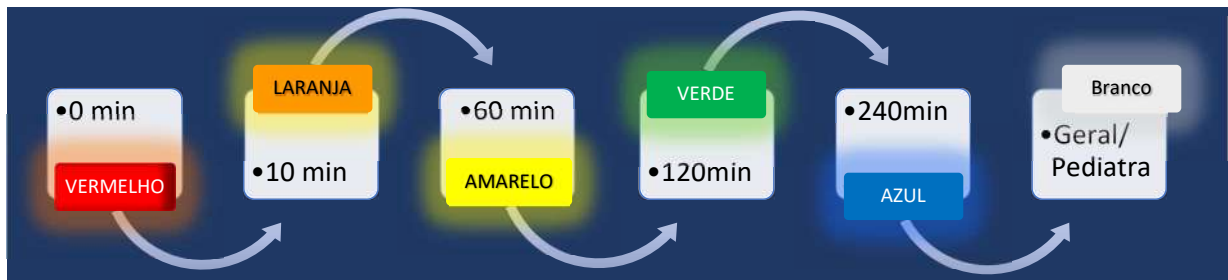 •0 min
VERMELHO
LARANJA
•10 min
•60 min
AMARELO
VERDE
•120min
•240min
AZUL
Branco
•Geral/
Pediatra